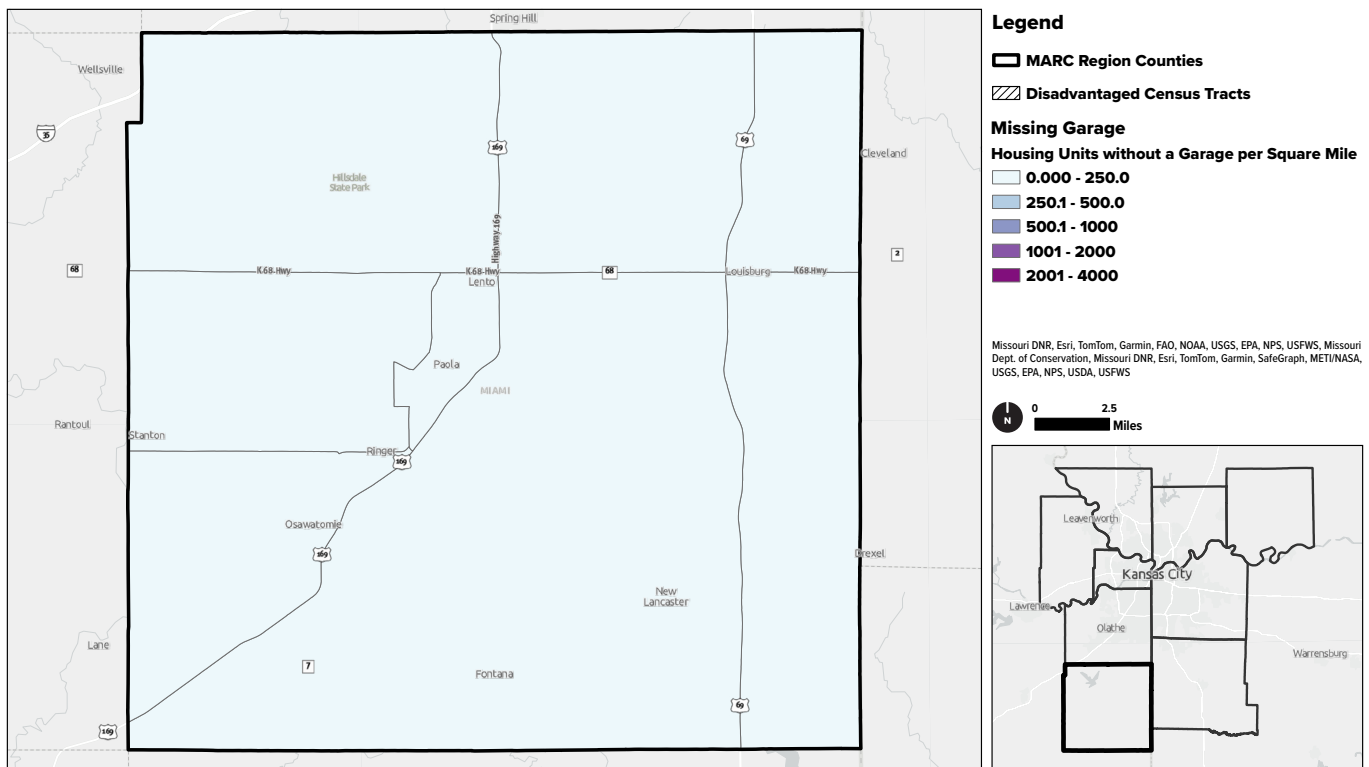 Spring Hill
Wellsville
35
169
69
Cleveland
Hillsdale
State Park
Highway 169
2
68
K68-Hwy
K68-Hwy
68
Louisburg
K68-Hwy
Lento
Paola
MIAMI
Rantoul
Stanton
Ringer
169
Osawatomie
169
Drexel
New
Lancaster
Lane
7
Fontana
69
169
Legend
MARC Region Counties
Disadvantaged Census Tracts
Missing Garage
Housing Units without a Garage per Square Mile
0.000 - 250.0
250.1 - 500.0
500.1 - 1000
1001 - 2000
2001 - 4000
Missouri DNR, Esri, TomTom, Garmin, FAO, NOAA, USGS, EPA, NPS, USFWS, Missouri
Dept. of Conservation, Missouri DNR, Esri, TomTom, Garmin, SafeGraph, METI/NASA,
USGS, EPA, NPS, USDA, USFWS
N
0 2.5
Miles
Leavenworth
Kansas City
Lawrence
Olathe
Warrensburg